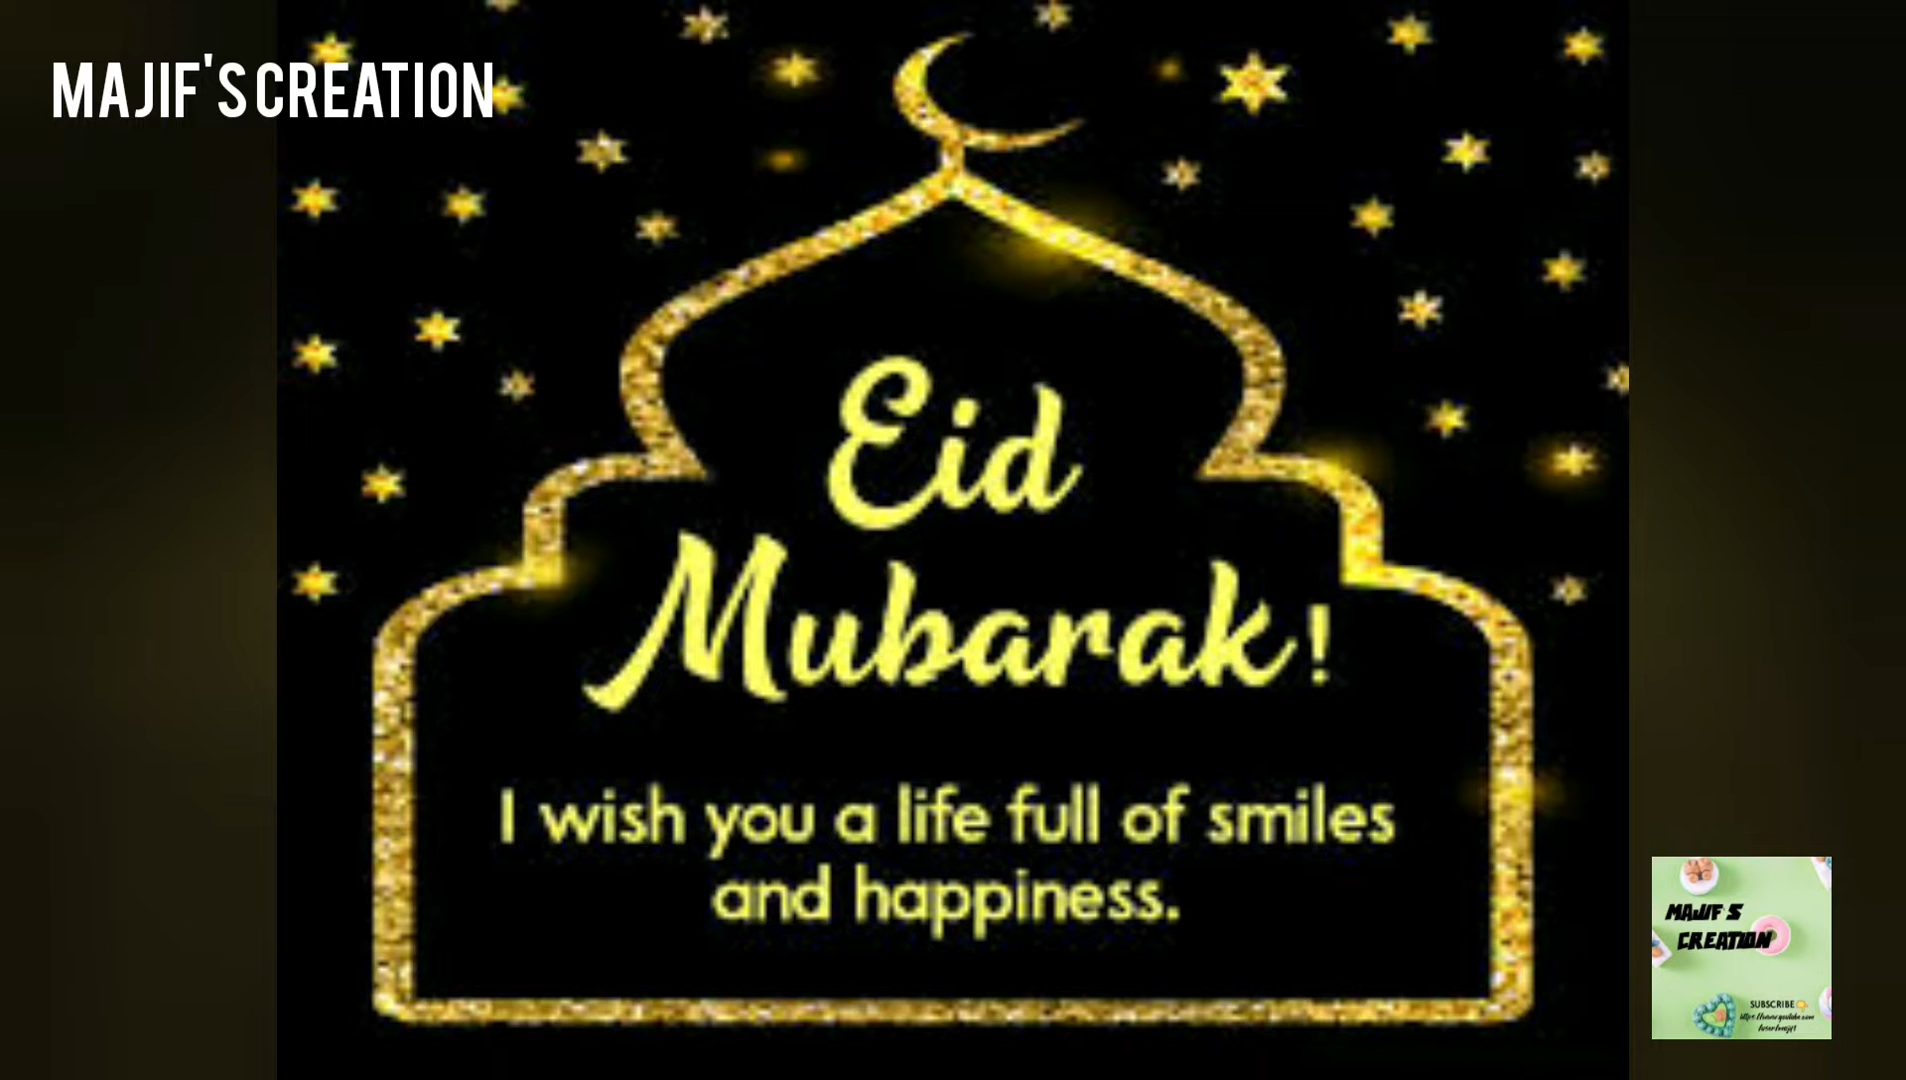 MAJIF'S CREATION
Eid
Mubarak!
I wish you a life full of smiles
and happiness.
MAJIF'S
CREATION
SUBSCRIBE